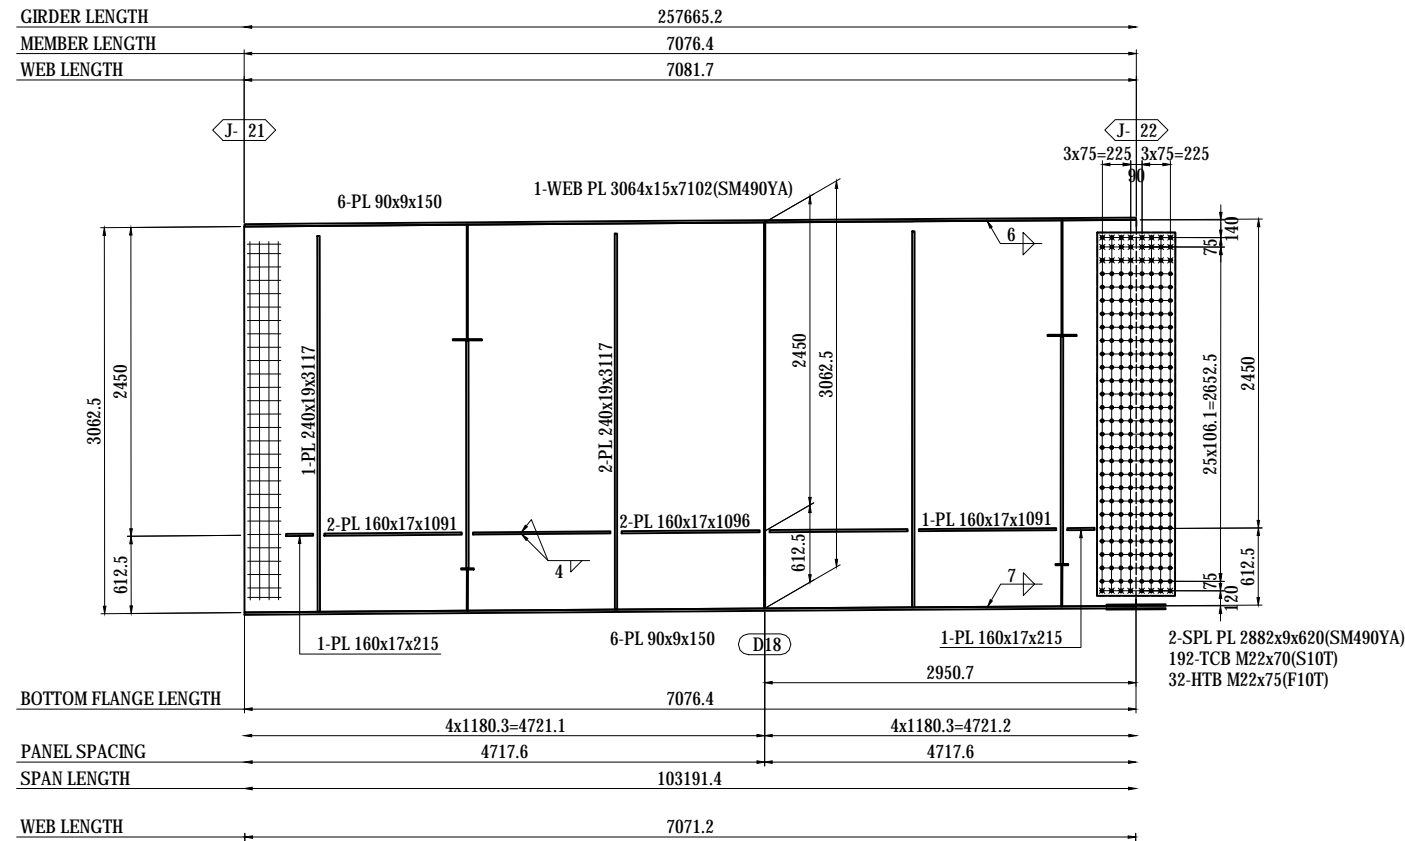 GIRDER LENGTH 257665.2
MEMBER LENGTH 7076.4
WEB LENGTH 7081.7
J- 21
J- 22
3x75=225 3x75=225
90
6-PL 90x9x150
1-WEB PL 3064x15x7102(SM490YA)
6
140
75
3062.5
2450
612.5
1-PL 240x19x3117
2-PL 240x19x3117
2450
3062.5
612.5
25x106.1=2652.5
2450
612.5
2-PL 160x17x1091
2-PL 160x17x1096
1-PL 160x17x1091
4
7
75
120
1-PL 160x17x215
6-PL 90x9x150
D18
1-PL 160x17x215
2-SPL PL 2882x9x620(SM490YA)
192-TCB M22x70(S10T)
32-HTB M22x75(F10T)
2950.7
BOTTOM FLANGE LENGTH 7076.4
4x1180.3=4721.1 4x1180.3=4721.2
PANEL SPACING 4717.6 4717.6
SPAN LENGTH 103191.4
WEB LENGTH 7071.2